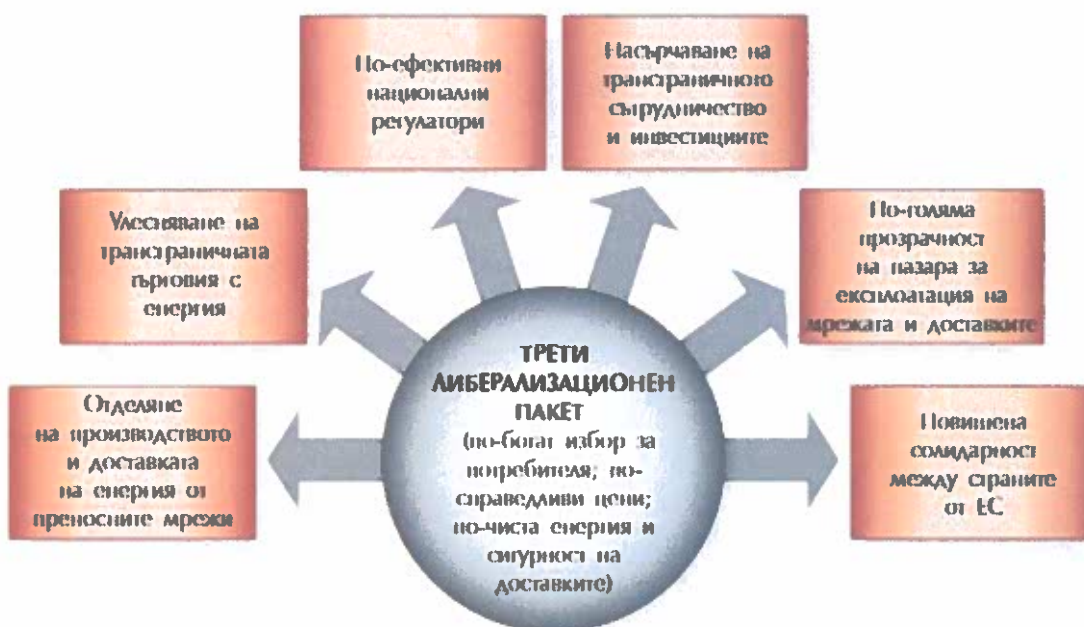 По-ефективни
национални
регулатори
Насърчаване на
трансграничното
сътрудничество
и инвестициите
Улесняване на
трансграничната
търговия с
енергия
По-голяма
прозрачност
на пазара за
експлоатация на
мрежата и доставките
ТРЕТИ
ЛИБЕРАЛИЗАЦИОНЕН
ПАКЕТ
(по-богат избор за
потребителя; по-
справедливи цени;
по-чиста енергия и
сигурност на
доставките)
Отделяне
на производството
и доставката
на енергия от
преносните мрежи
Повишена
солидарност
между страните
от ЕС